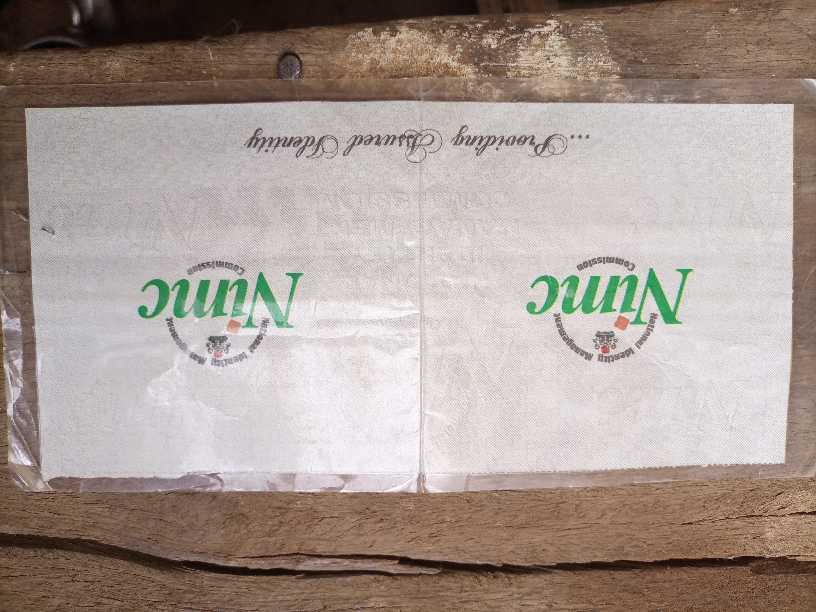 National Identity Management
Nimc
Commission
National Identity Management
Nimc
Commission
...Providing Assured Identity